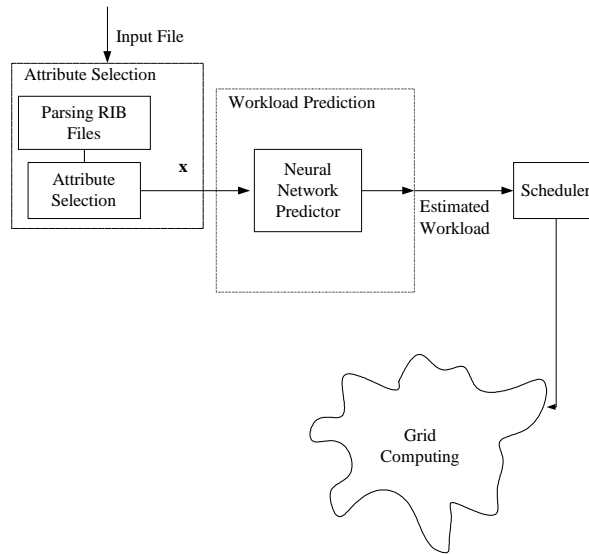 Input File
Attribute Selection
Parsing RIB
Files
Attribute
Selection
x
Workload Prediction
Neural
Network
Predictor
Estimated
Workload
Scheduler
Grid
Computing